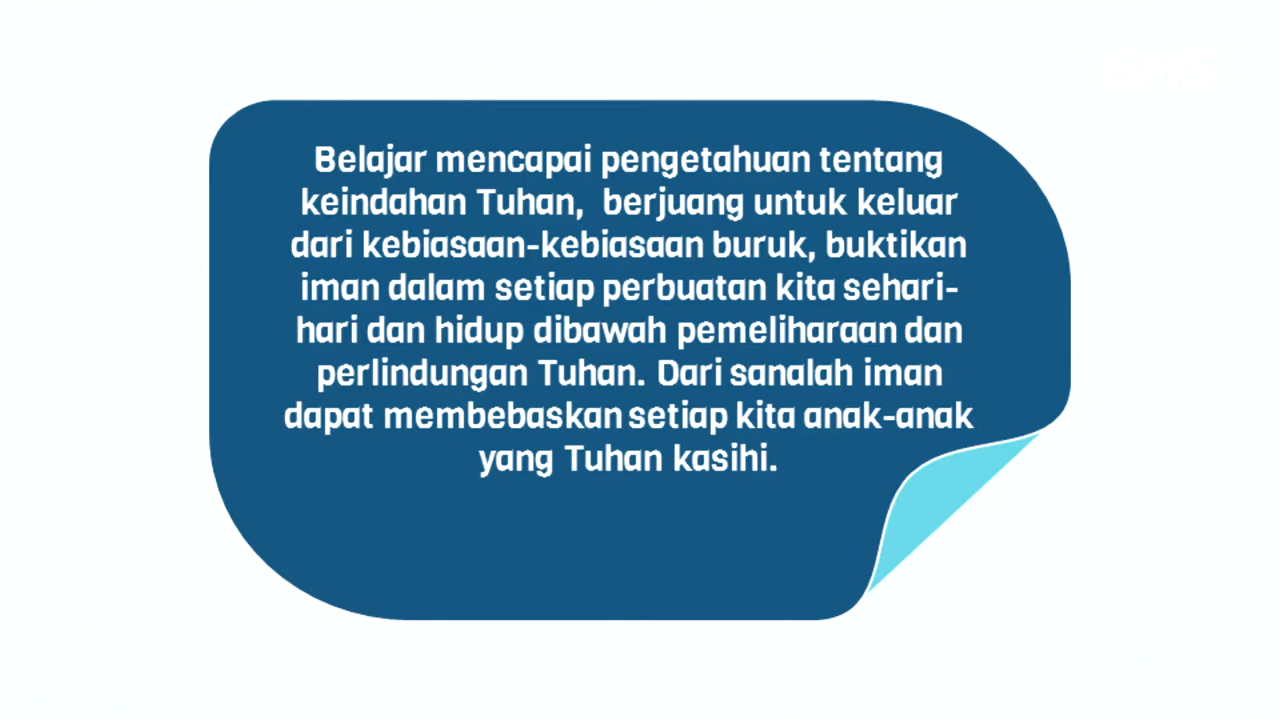 Belajar mencapai pengetahuan tentang
keindahan Tuhan, berjuang untuk keluar
dari kebiasaan-kebiasaan buruk, buktikan
iman dalam setiap perbuatan kita sehari-
hari dan hidup dibawah pemeliharaan dan
perlindungan Tuhan. Dari sanalah iman
dapat membebaskan setiap kita anak-anak
yang Tuhan kasihi.